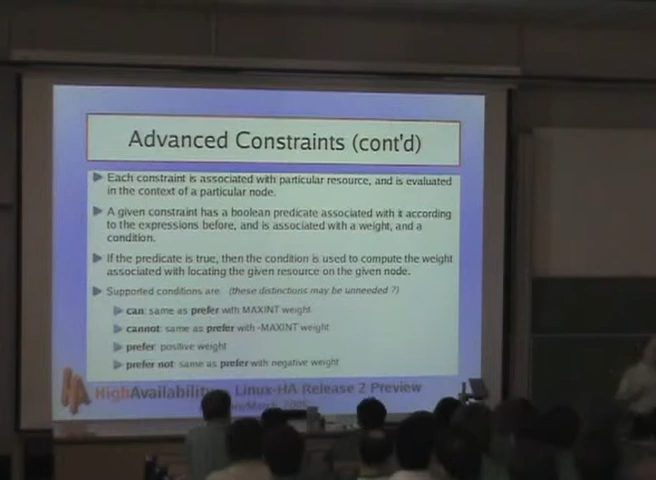 Advanced Constraints (cont'd)
Each constraint is associated with particular resource, and is evaluated
in the context of a particular node.
A given constraint has a boolean predicate associated with it according
to the expressions before, and is associated with a weight, and a
condition.
If the predicate is true, then the condition is used to compute the weight
associated with locating the given resource on the given node.
Supported conditions are: (these distinctions may be unneeded ?)
can: same as prefer with MAXINT weight
cannot: same as prefer with -MAXINT weight
prefer: positive weight
prefer not: same as prefer with negative weight
HighAvailability Linux-HA Release 2 Preview